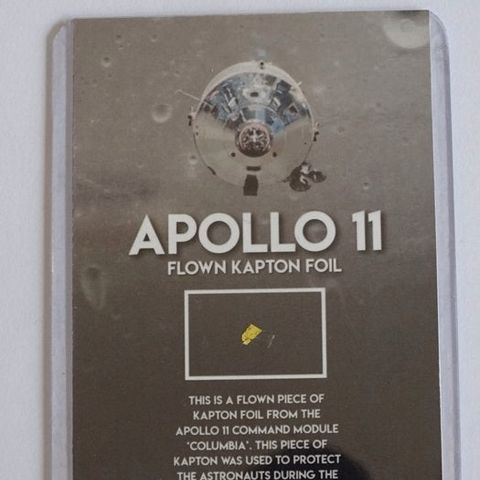 APOLLO 11
FLOWN KAPTON FOIL
THIS IS A FLOWN PIECE OF
KAPTON FOIL FROM THE
APOLLO 11 COMMAND MODULE
'COLUMBIA'. THIS PIECE OF
KAPTON WAS USED TO PROTECT
THE ASTRONAUTS DURING THE